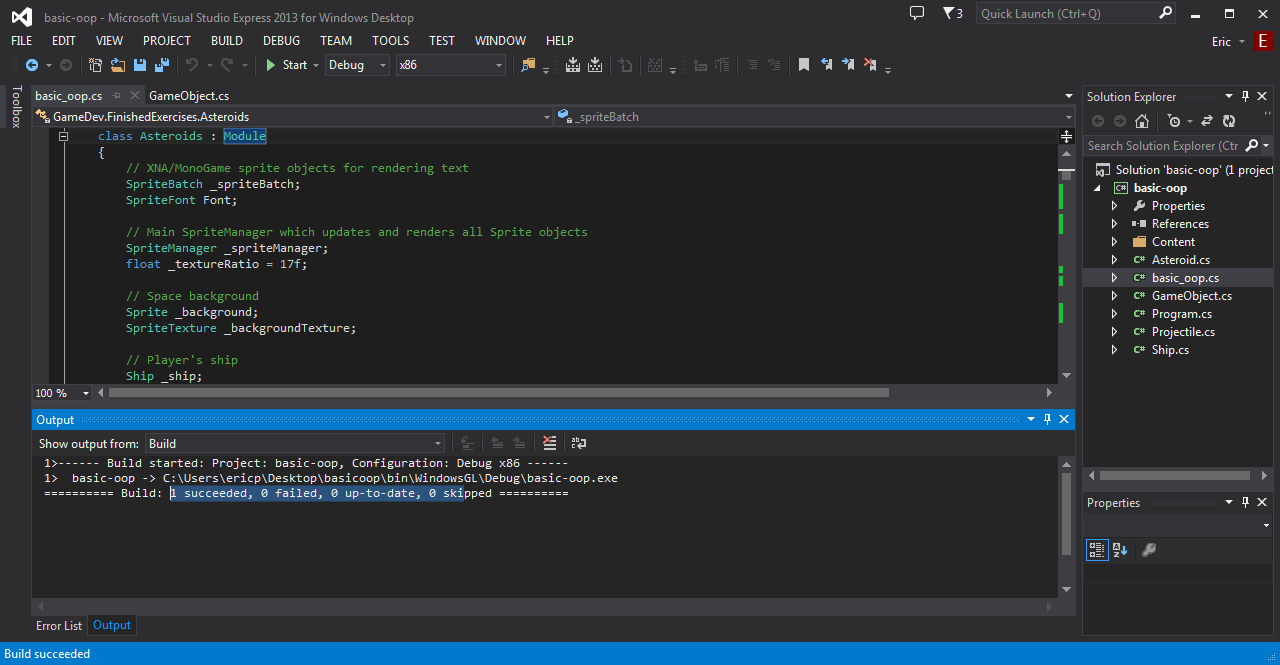 basic-oop - Microsoft Visual Studio Express 2013 for Windows Desktop
3
Quick Launch (Ctrl+Q)
FILE EDIT VIEW PROJECT BUILD DEBUG TEAM TOOLS TEST WINDOW HELP
Eric E
Start Debug x86
Toolbox
basic_oop.cs GameObject.cs
GameDev.FinishedExercises.Asteroids _spriteBatch
class Asteroids : Module
{
// XNA/MonoGame sprite objects for rendering text
SpriteBatch _spriteBatch;
SpriteFont Font;
// Main SpriteManager which updates and renders all Sprite objects
SpriteManager _spriteManager;
float _textureRatio = 17f;
// Space background
Sprite _background;
SpriteTexture _backgroundTexture;
// Player's ship
Ship _ship;
100 %
Output
Show output from: Build
1>------ Build started: Project: basic-oop, Configuration: Debug x86 ------
1>  basic-oop -> C:\Users\ericp\Desktop\basicoop\bin\WindowsGL\Debug\basic-oop.exe
========== Build: 1 succeeded, 0 failed, 0 up-to-date, 0 skipped ==========
Error List Output
Build succeeded
Solution Explorer
Search Solution Explorer (Ctr
Solution 'basic-oop' (1 project
C# basic-oop
Properties
References
Content
C# Asteroid.cs
C# basic_oop.cs
C# GameObject.cs
C# Program.cs
C# Projectile.cs
C# Ship.cs
Properties